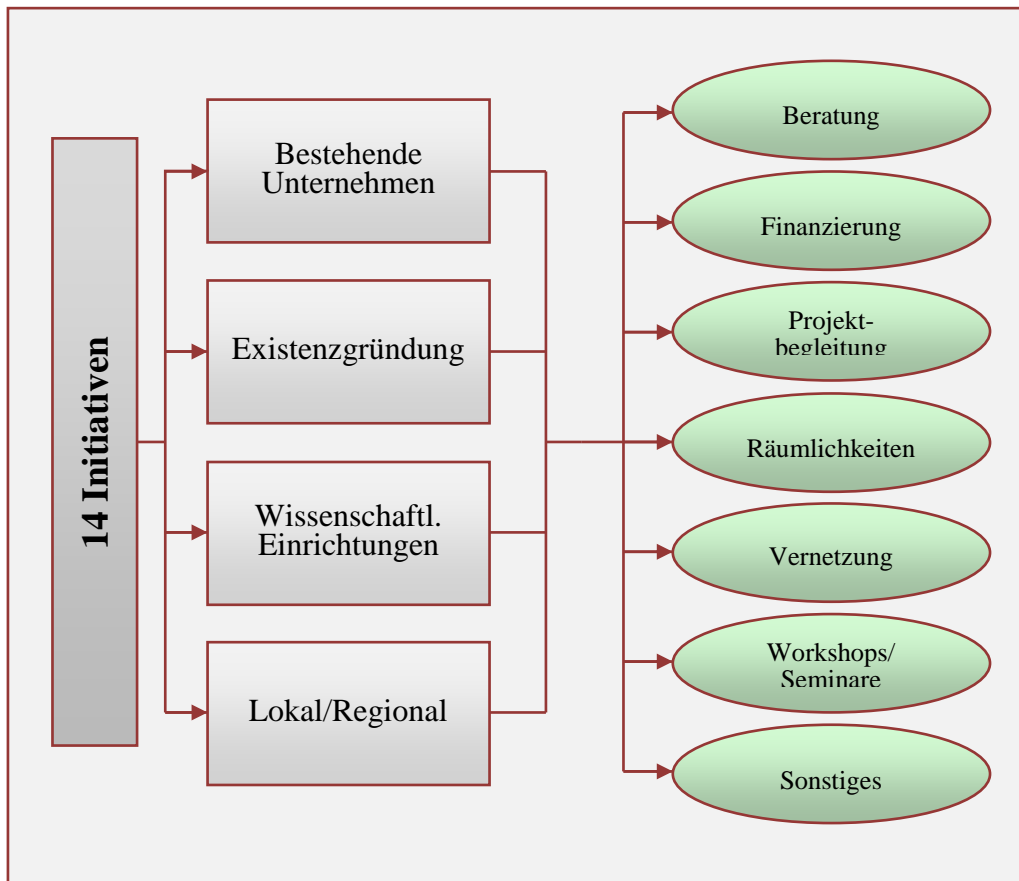 14 Initiativen
Bestehende
Unternehmen
Existenzgründung
Wissenschaftl.
Einrichtungen
Lokal/Regional
Beratung
Finanzierung
Projekt-
begleitung
Räumlichkeiten
Vernetzung
Workshops/
Seminare
Sonstiges